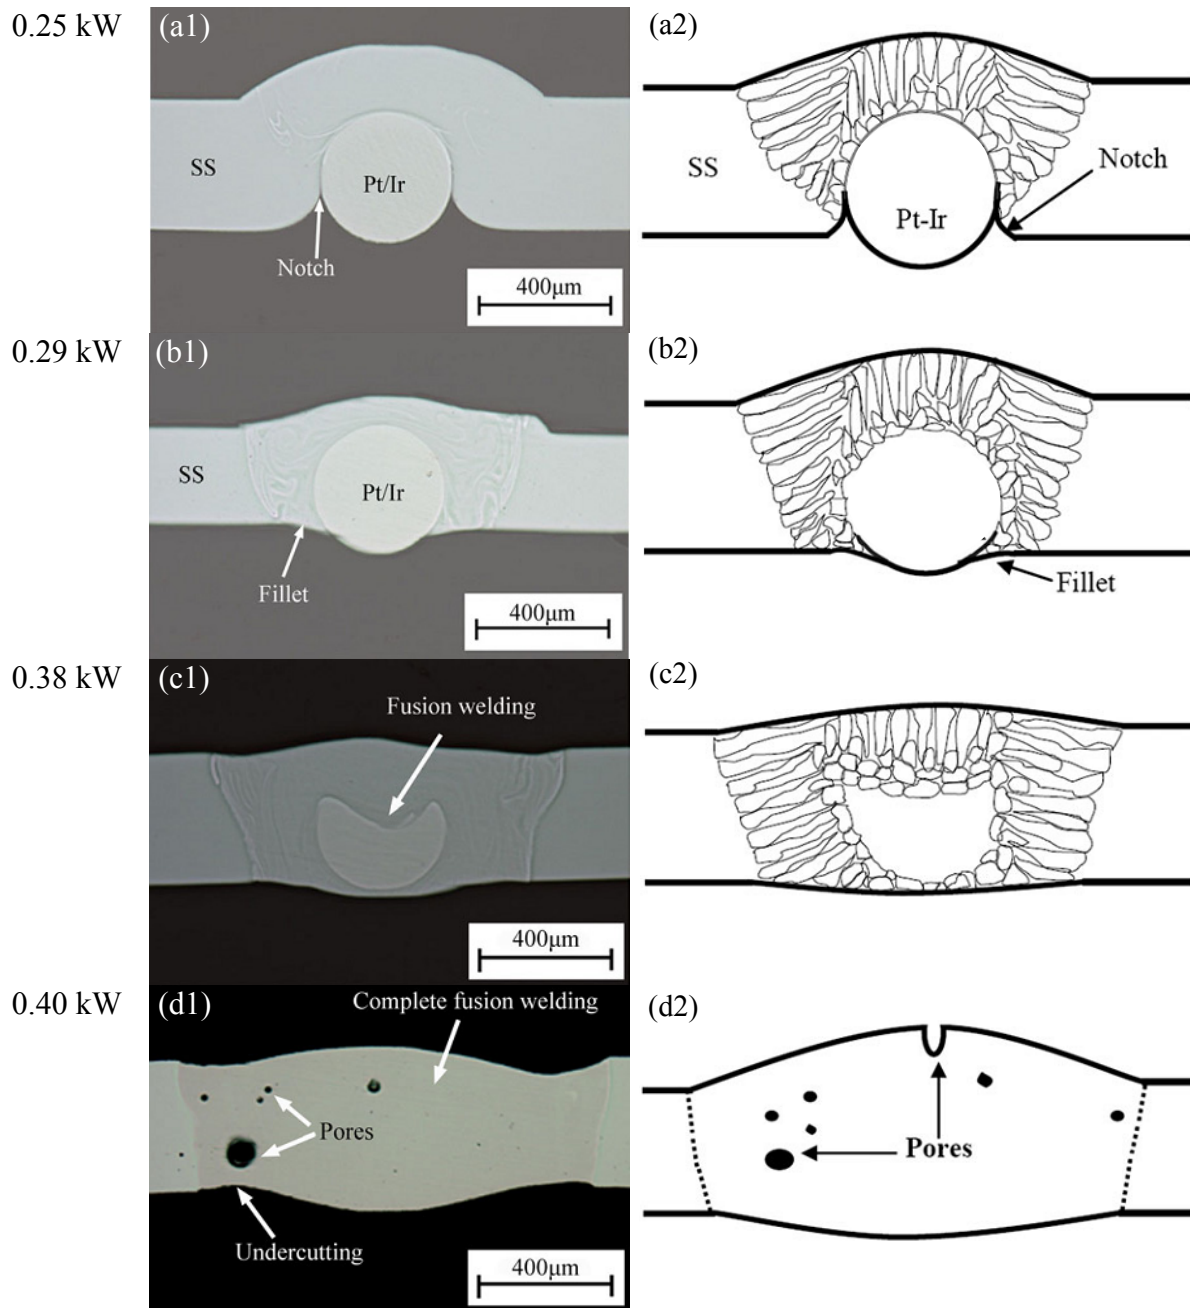 0.25 kW
(a1)
SS
Pt/Ir
Notch
400μm
(a2)
SS
Notch
Pt-Ir
0.29 kW
(b1)
SS
Pt/Ir
Fillet
400μm
(b2)
Fillet
0.38 kW
(c1)
Fusion welding
400μm
(c2)
0.40 kW
(d1)
Complete fusion welding
Pores
Undercutting
400μm
(d2)
Pores